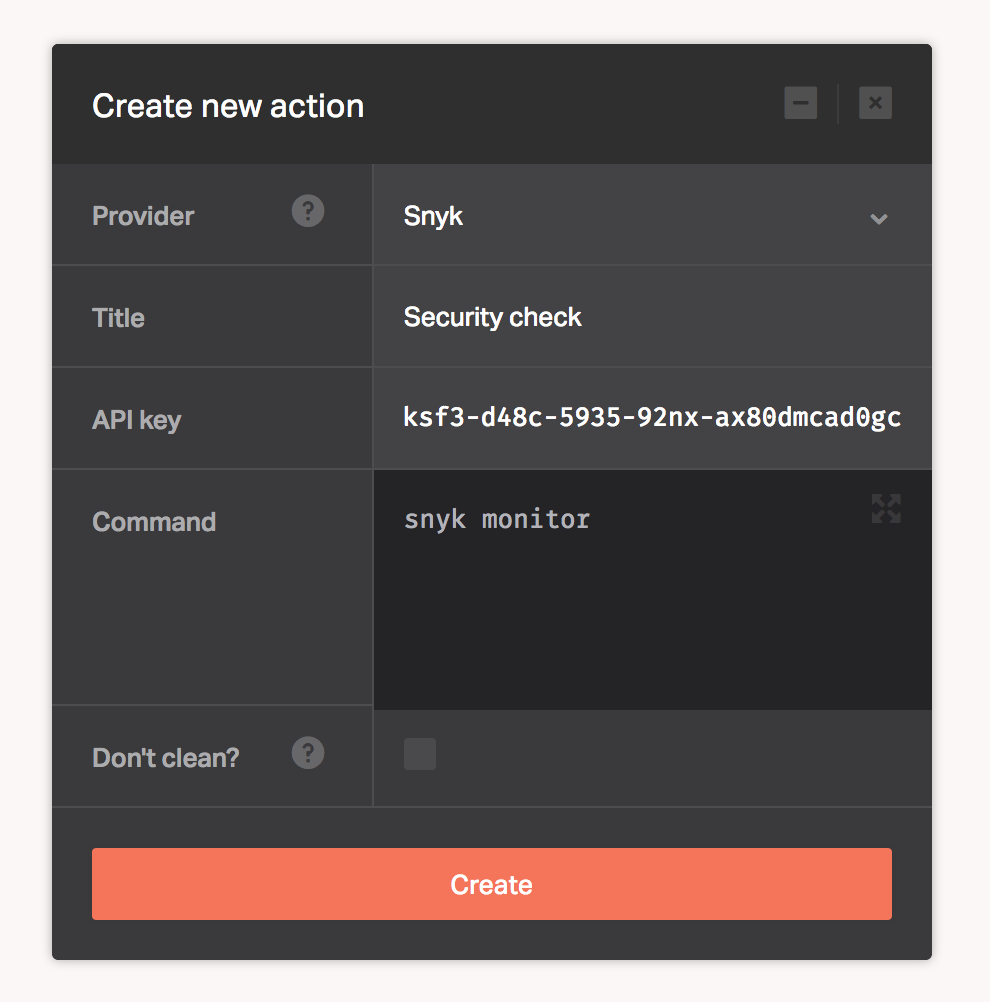 Create new action
Provider ?
Snyk
Title
Security check
API key
ksf3-d48c-5935-92nx-ax80dmcad0gc
Command
snyk monitor
Don't clean? ?
Create